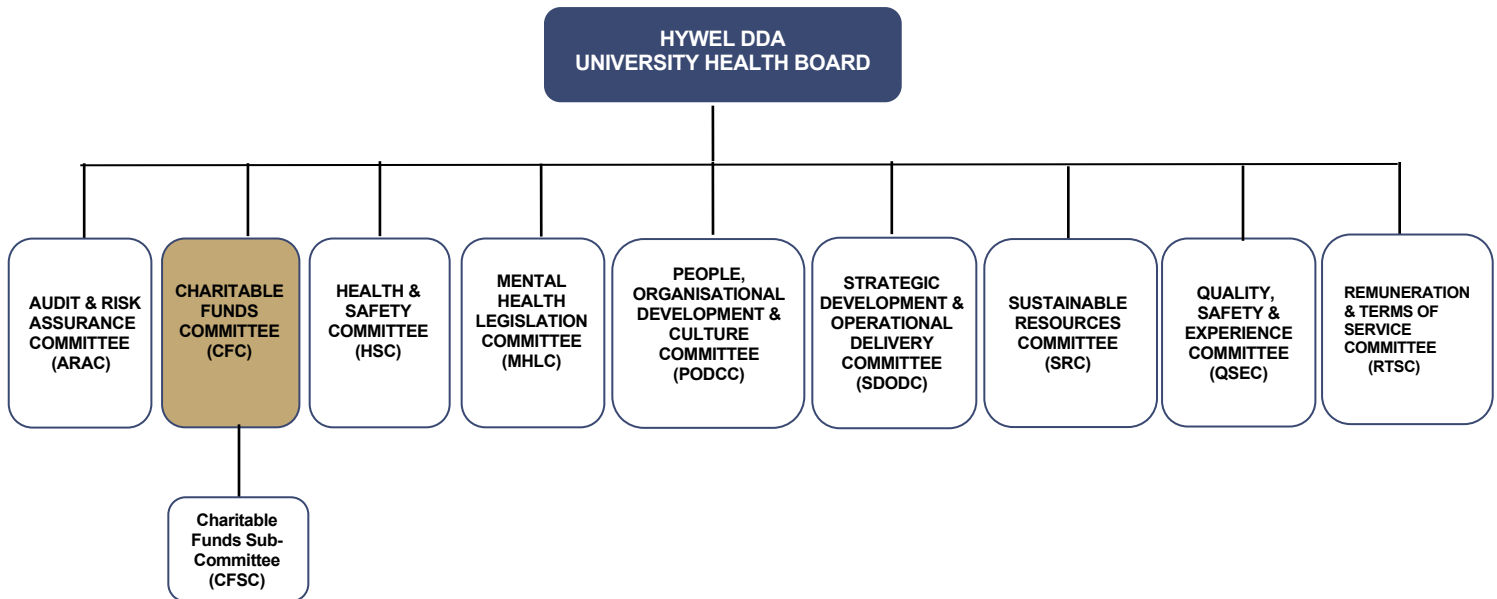 HYWEL DDA
UNIVERSITY HEALTH BOARD
AUDIT & RISK
ASSURANCE
COMMITTEE
(ARAC)
CHARITABLE
FUNDS
COMMITTEE
(CFC)
HEALTH &
SAFETY
COMMITTEE
(HSC)
MENTAL
HEALTH
LEGISLATION
COMMITTEE
(MHLC)
PEOPLE,
ORGANISATIONAL
DEVELOPMENT &
CULTURE
COMMITTEE
(PODCC)
STRATEGIC
DEVELOPMENT &
OPERATIONAL
DELIVERY
COMMITTEE
(SDODC)
SUSTAINABLE
RESOURCES
COMMITTEE
(SRC)
QUALITY,
SAFETY &
EXPERIENCE
COMMITTEE
(QSEC)
REMUNERATION
& TERMS OF
SERVICE
COMMITTEE
(RTSC)
Charitable
Funds Sub-
Committee
(CFSC)